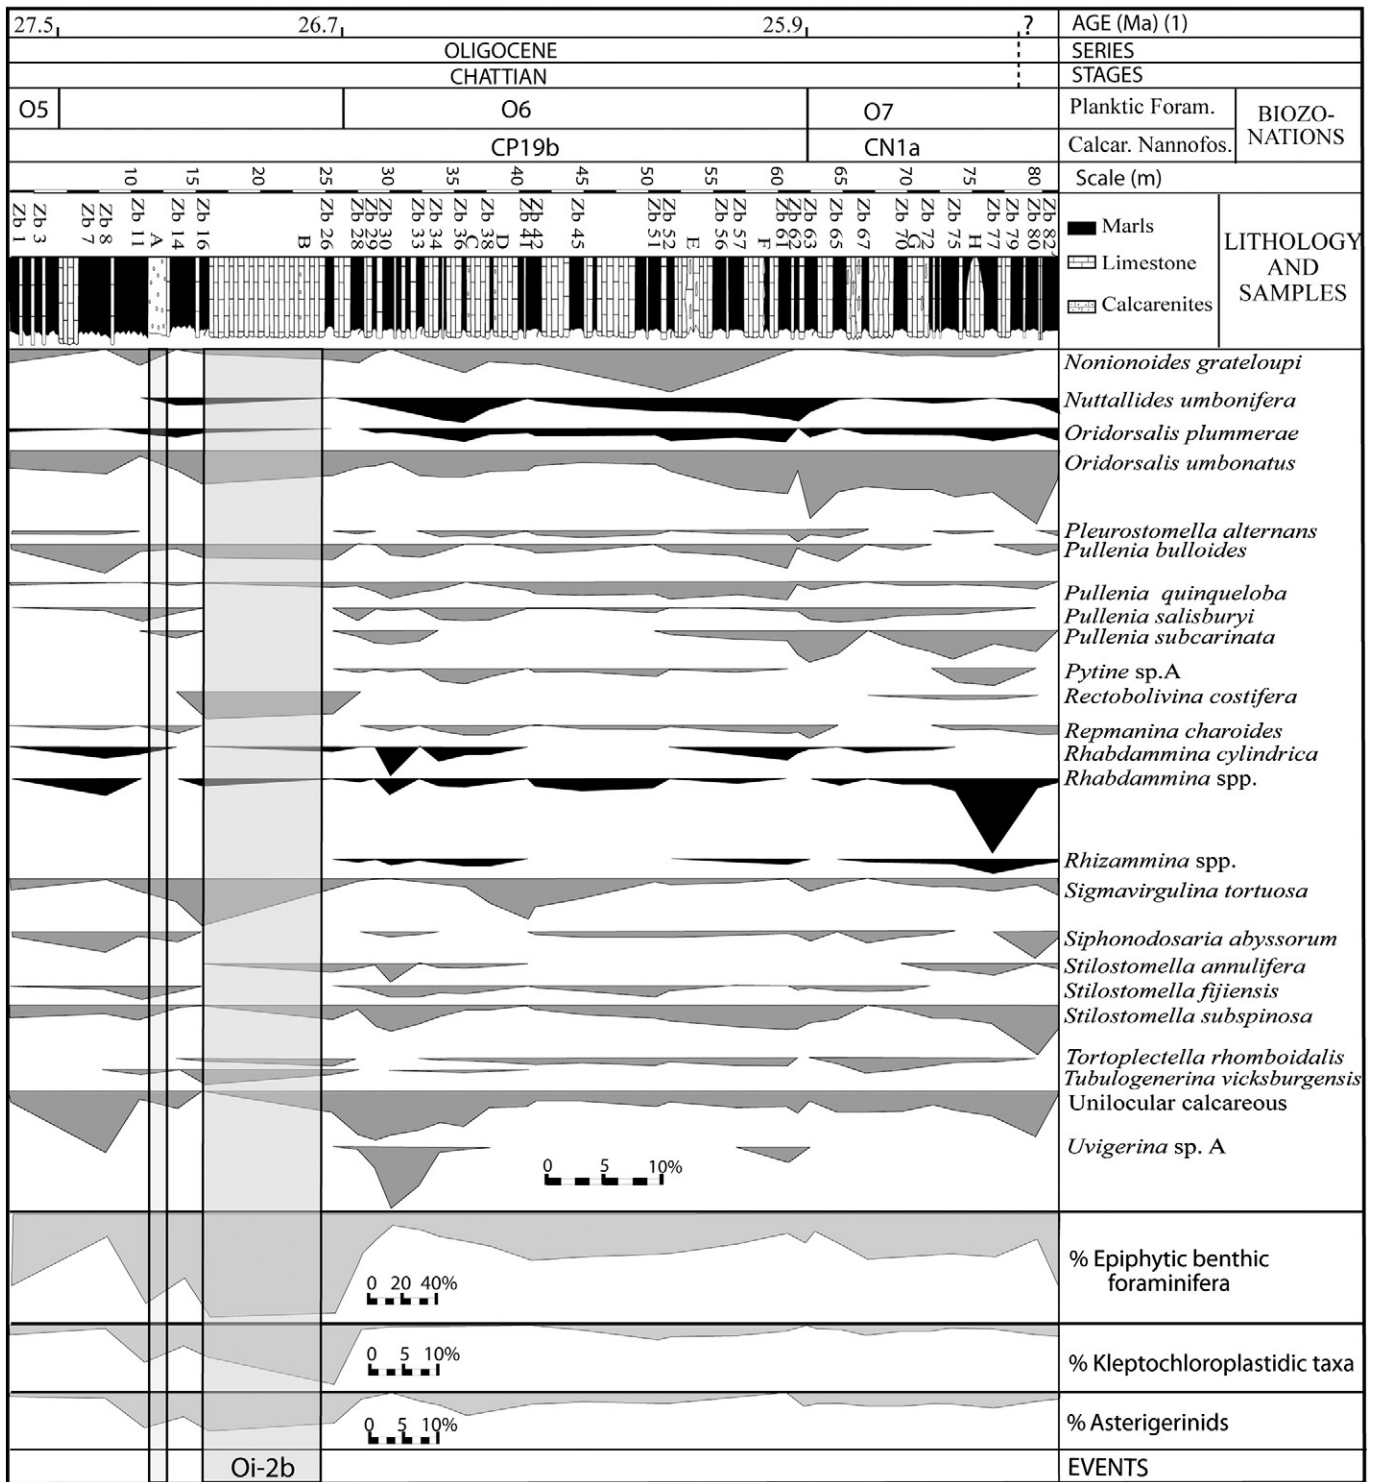 27.5 26.7 25.9 ? AGE (Ma) (1)
OLIGOCENE SERIES
CHATTIAN STAGES
O5 O6 O7 Planktic Foram.
BIOZO-
NATIONS
CP19b CN1a Calcar. Nannofos.
10 15 20 25 30 35 40 45 50 55 60 65 70 75 80 Scale (m)
Zb 1 Zb 3 Zb 7 Zb 8 Zb 11 A Zb 14 Zb 16 B Zb 26 Zb 28 Zb 29 Zb 30 Zb 33 Zb 34 Zb 36 C Zb 38 D Zb 41 Zb 42 Zb 45 Zb 51 Zb 52 E Zb 56 Zb 57 F Zb 61 Zb 62 Zb 63 Zb 65 Zb 67 Zb 70 G Zb 72 Zb 75 H Zb 77 Zb 79 Zb 80 Zb 82
Marls
Limestone
Calcarenites
LITHOLOGY
AND
SAMPLES
Nonionoides grateloupi
Nuttallides umbonifera
Oridorsalis plummerae
Oridorsalis umbonatus
Pleurostomella alternans
Pullenia bulloides
Pullenia quinqueloba
Pullenia salisburyi
Pullenia subcarinata
Pytine sp.A
Rectobolivina costifera
Repmanina charoides
Rhabdammina cylindrica
Rhabdammina spp.
Rhizammina spp.
Sigmavirgulina tortuosa
Siphonodosaria abyssorum
Stilostomella annulifera
Stilostomella fijiensis
Stilostomella subspinosa
Tortoplectella rhomboidalis
Tubulogenerina vicksburgensis
Unilocular calcareous
Uvigerina sp. A
0 5 10%
% Epiphytic benthic
foraminifera
0 20 40%
% Kleptochloroplastidic taxa
0 5 10%
% Asterigerinids
0 5 10%
Oi-2b EVENTS